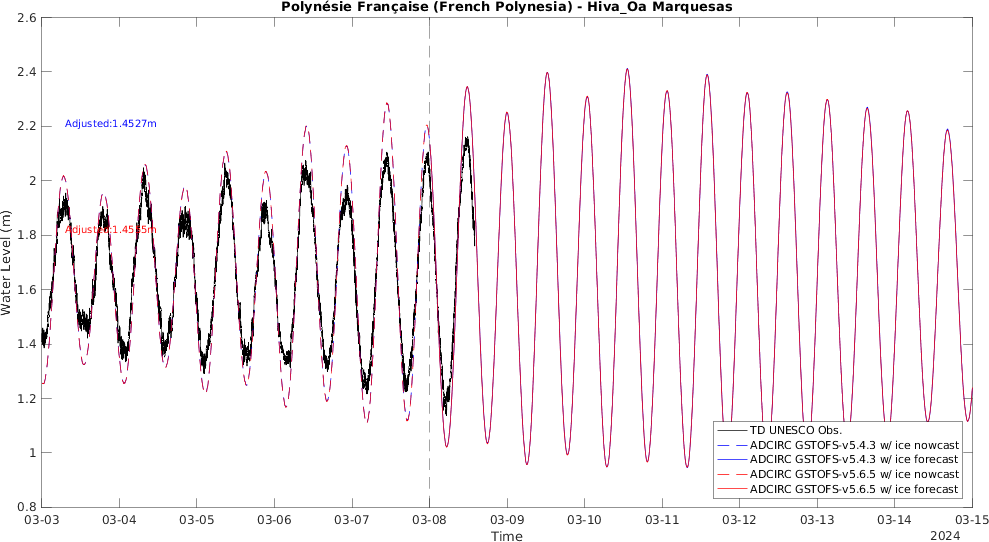 Polynésie Française (French Polynesia) - Hiva_Oa Marquesas
2.6
2.4
2.2
2
1.8
1.6
1.4
1.2
1
0.8
Water Level (m)
Adjusted:1.4527m
TD UNESCO Obs.
ADCIRC GSTOFS-v5.4.3 w/ ice nowcast
ADCIRC GSTOFS-v5.4.3 w/ ice forecast
ADCIRC GSTOFS-v5.6.5 w/ ice nowcast
ADCIRC GSTOFS-v5.6.5 w/ ice forecast
03-03
03-04
03-05
03-06
03-07
03-08
03-09
03-10
03-11
03-12
03-13
03-14
03-15
Time
2024